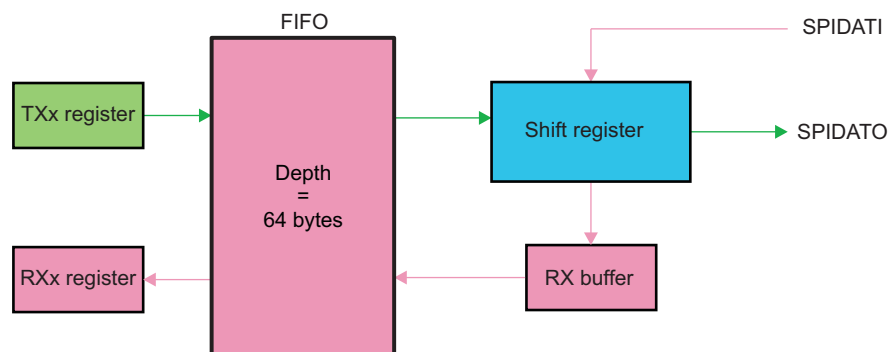 FIFO
SPIDATI
TXx register
Shift register
SPIDATO
Depth
=
64 bytes
RXx register
RX buffer